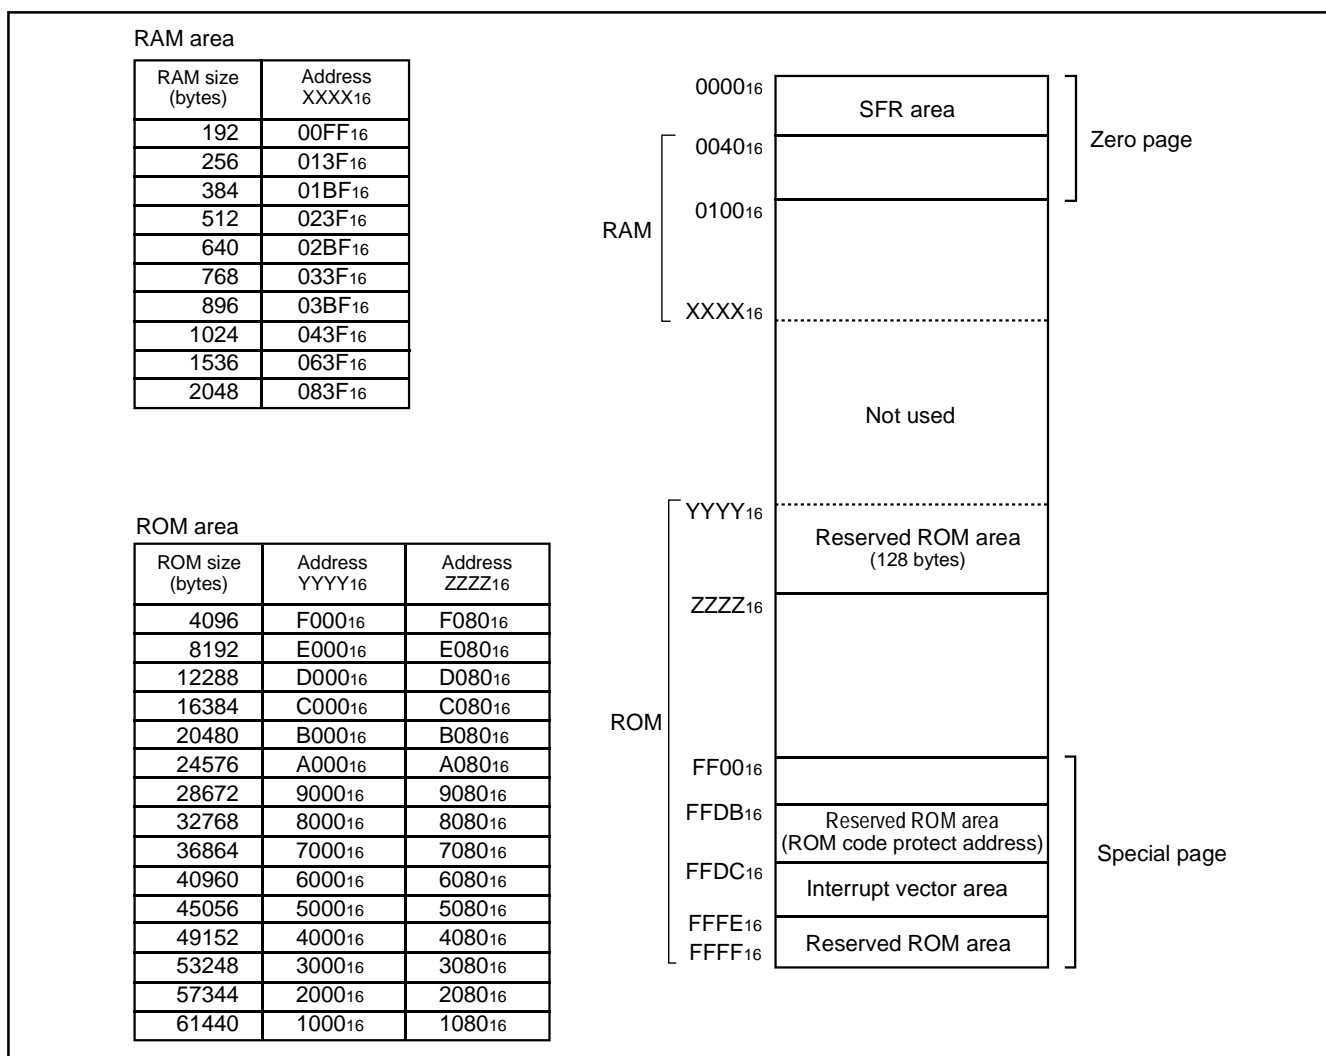 RAM area
RAM size
(bytes)
Address
XXXX16
192 00FF16
256 013F16
384 01BF16
512 023F16
640 02BF16
768 033F16
896 03BF16
1024 043F16
1536 063F16
2048 083F16
ROM area
ROM size
(bytes)
Address
YYYY16
Address
ZZZZ16
4096 F00016 F08016
8192 E00016 E08016
12288 D00016 D08016
16384 C00016 C08016
20480 B00016 B08016
24576 A00016 A08016
28672 900016 908016
32768 800016 808016
36864 700016 708016
40960 600016 608016
45056 500016 508016
49152 400016 408016
53248 300016 308016
57344 200016 208016
61440 100016 108016
000016
SFR area
Zero page
004016
010016
RAM
XXXX16
Not used
YYYY16
Reserved ROM area
(128 bytes)
ZZZZ16
ROM
FF0016
FFDB16
Reserved ROM area
(ROM code protect address)
Special page
FFDC16
Interrupt vector area
FFFE16
Reserved ROM area
FFFF16